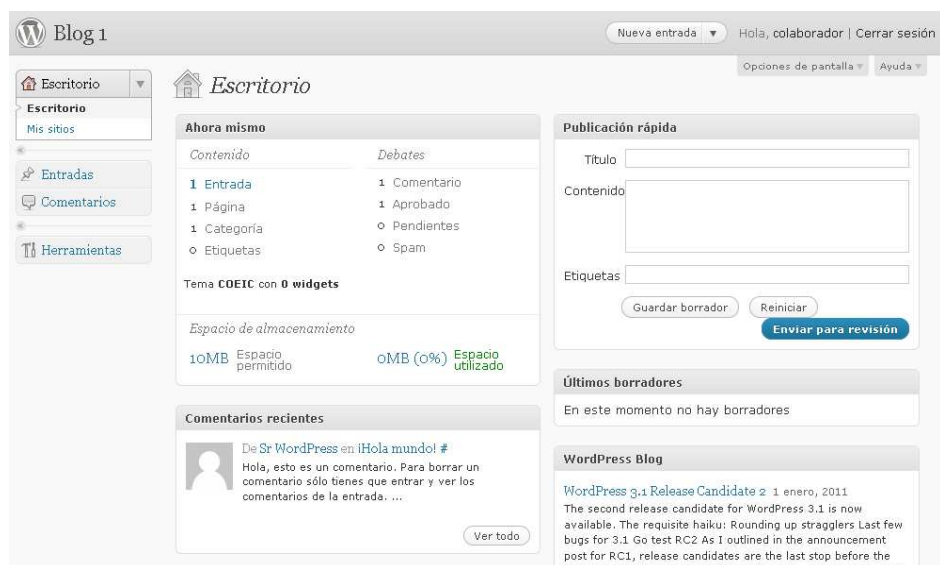 Blog 1
Nueva entrada
Hola, colaborador | Cerrar sesión
Opciones de pantalla
Ayuda
Escritorio
Escritorio
Mis sitios
Entradas
Comentarios
Herramientas
Escritorio
Ahora mismo
Contenido
Debates
1 Entrada
1 Comentario
1 Página
1 Aprobado
1 Categoría
0 Pendientes
0 Etiquetas
0 Spam
Tema COEIC con 0 widgets
Espacio de almacenamiento
10MB Espacio permitido
0MB (0%) Espacio utilizado
Comentarios recientes
De Sr WordPress en ¡Hola mundo! #
Hola, esto es un comentario. Para borrar un
comentario sólo tienes que entrar y ver los
comentarios de la entrada. ...
Ver todo
Publicación rápida
Título
Contenido
Etiquetas
Guardar borrador
Reiniciar
Enviar para revisión
Últimos borradores
En este momento no hay borradores
WordPress Blog
WordPress 3.1 Release Candidate 2 1 enero, 2011
The second release candidate for WordPress 3.1 is now
available. The requisite haiku: Rounding up stragglers Last few
bugs for 3.1 Go test RC2 As I outlined in the announcement
post for RC1, release candidates are the last stop before the